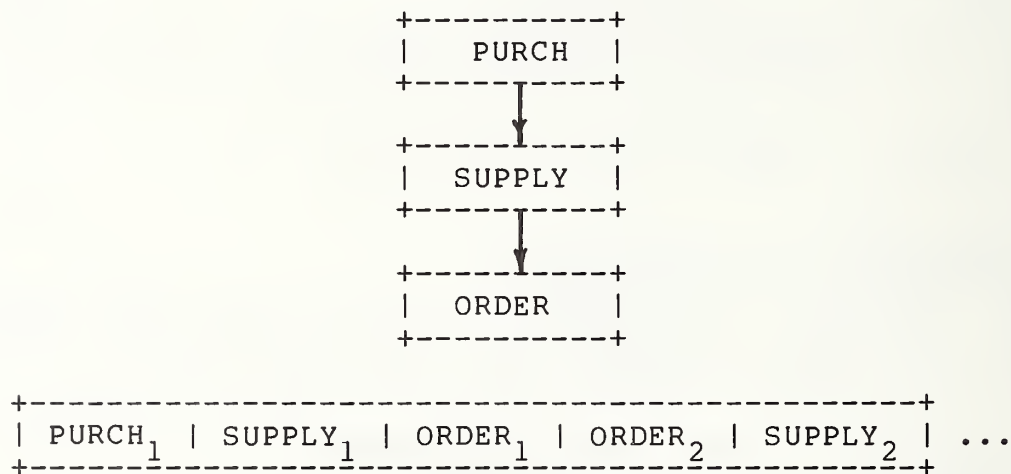 PURCH
SUPPLY
ORDER
| PURCH₁ | SUPPLY₁ | ORDER₁ | ORDER₂ | SUPPLY₂ | ...